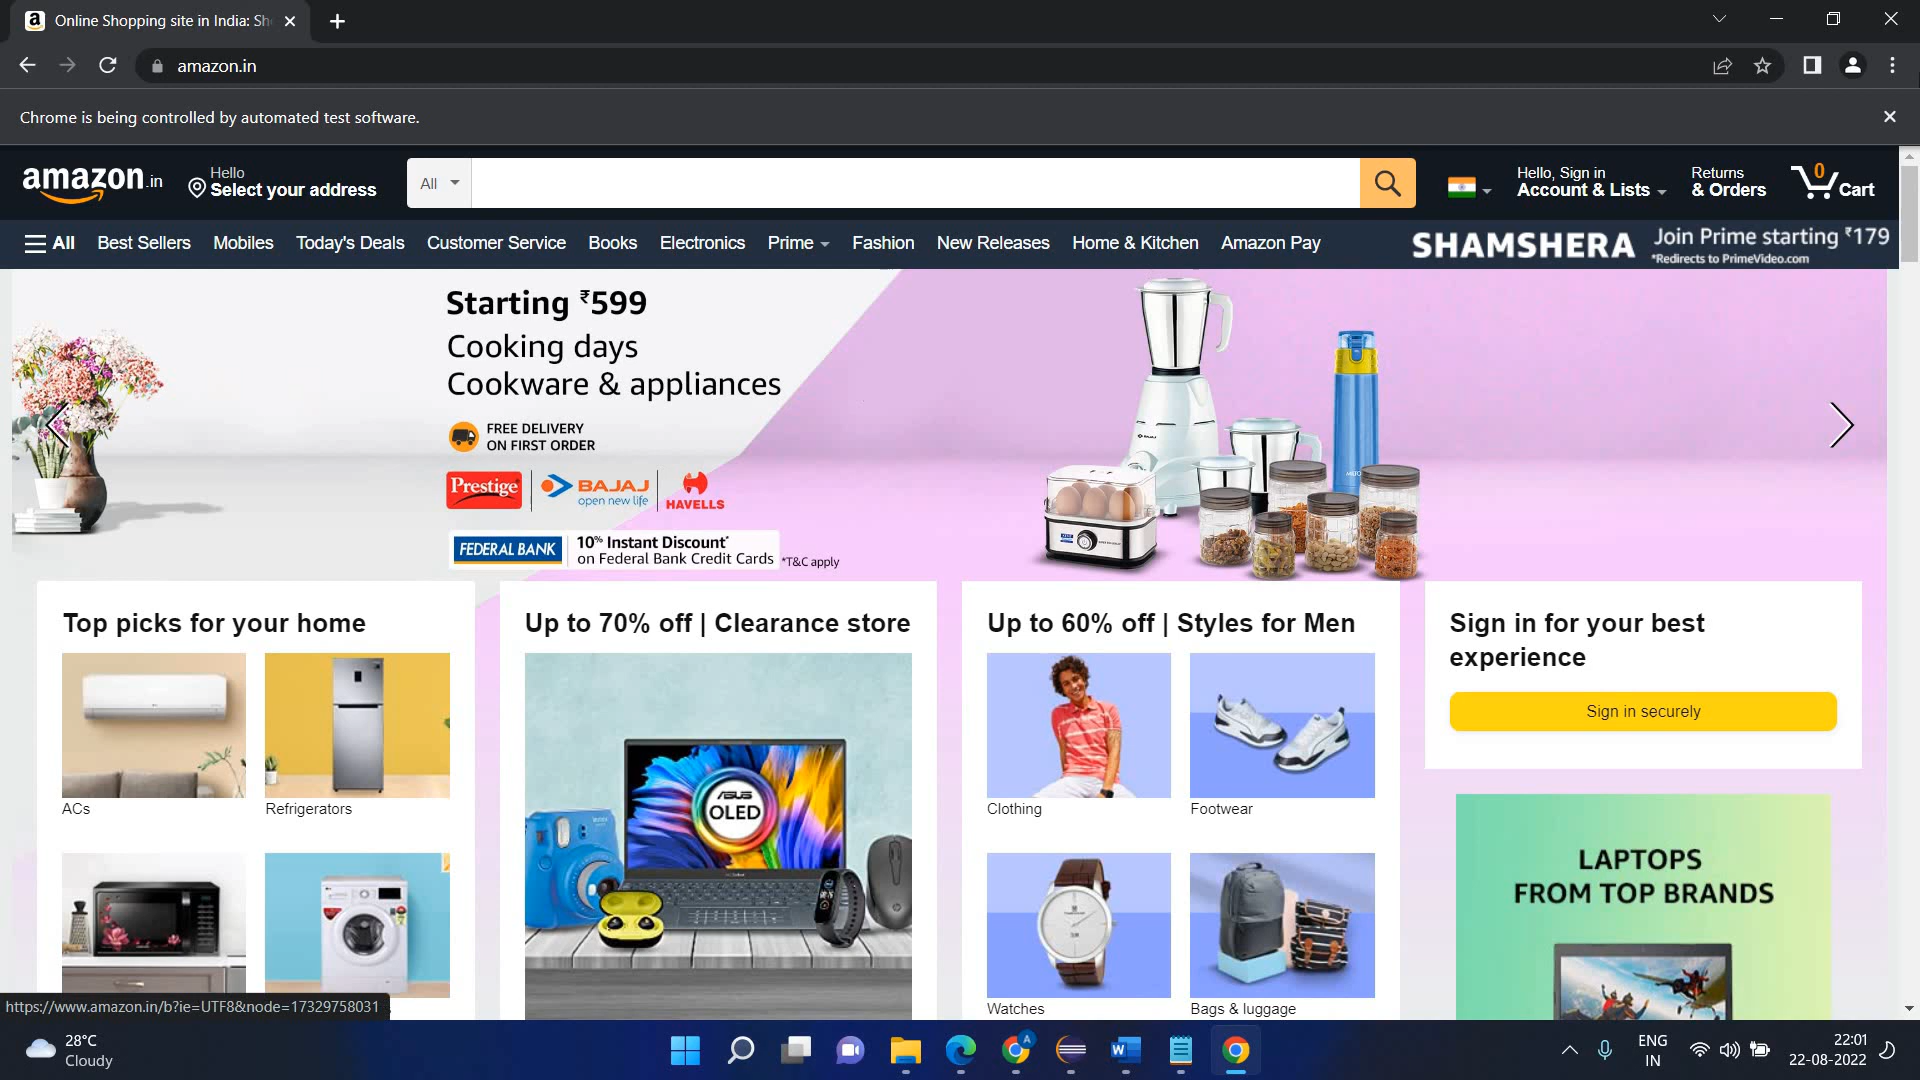 Online Shopping site in India: Sh
amazon.in
Chrome is being controlled by automated test software.
amazon.in
Hello
Select your address
All
Hello, Sign in
Account & Lists
Returns
& Orders
0
Cart
All
Best Sellers
Mobiles
Today's Deals
Customer Service
Books
Electronics
Prime
Fashion
New Releases
Home & Kitchen
Amazon Pay
SHAMSHERA
Join Prime starting ₹179
*Redirects to PrimeVideo.com
Starting ₹599
Cooking days
Cookware & appliances
FREE DELIVERY
ON FIRST ORDER
Prestige
BAJAJ
open new life
HAVELLS
FEDERAL BANK
10% Instant Discount*
on Federal Bank Credit Cards
*T&C apply
BAJAJ
Top picks for your home
ACs
Refrigerators
Up to 70% off | Clearance store
ASUS
OLED
Up to 60% off | Styles for Men
Clothing
Footwear
Watches
Bags & luggage
Sign in for your best
experience
Sign in securely
LAPTOPS
FROM TOP BRANDS
https://www.amazon.in/b?ie=UTF8&node=17329758031
28°C
Cloudy
ENG
IN
22:01
22-08-2022